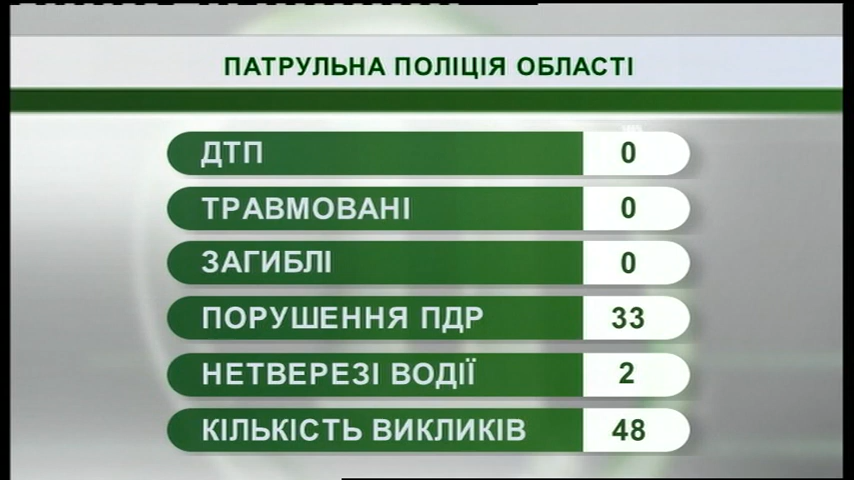 ПАТРУЛЬНА ПОЛІЦІЯ ОБЛАСТІ
ДТП 0
ТРАВМОВАНІ 0
ЗАГИБЛІ 0
ПОРУШЕННЯ ПДР 33
НЕТВЕРЕЗІ ВОДІЇ 2
КІЛЬКІСТЬ ВИКЛИКІВ 48